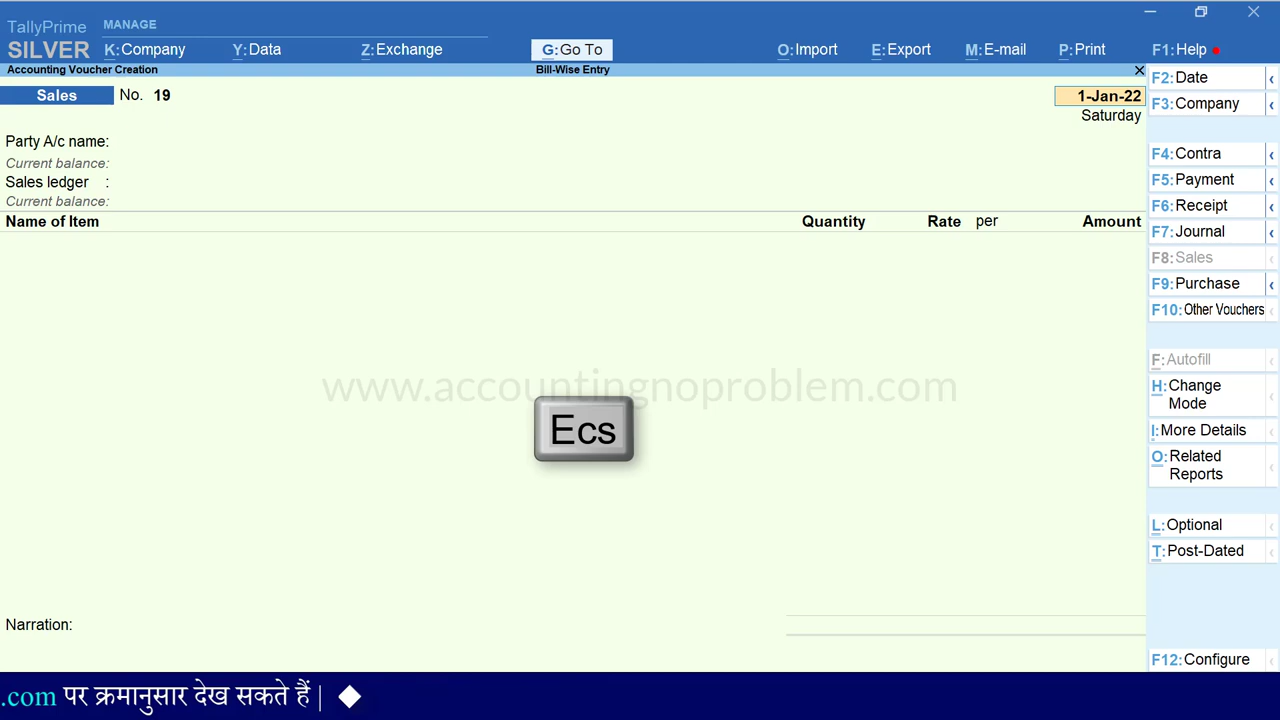 TallyPrime MANAGE
SILVER K:Company Y:Data Z:Exchange G:Go To O:Import E:Export M:E-mail P:Print F1:Help
Accounting Voucher Creation Bill-Wise Entry
Sales No. 19 1-Jan-22
Saturday
Party A/c name:
Current balance:
Sales ledger :
Current balance:
Name of Item Quantity Rate per Amount
www.accountingnoproblem.com
Ecs
Narration:
F2:Date
F3:Company
F4:Contra
F5:Payment
F6:Receipt
F7:Journal
F8:Sales
F9:Purchase
F10:Other Vouchers
F:Autofill
H:Change
Mode
I:More Details
O:Related
Reports
L:Optional
T:Post-Dated
F12:Configure
.com पर क्रमानुसार देख सकते हैं |